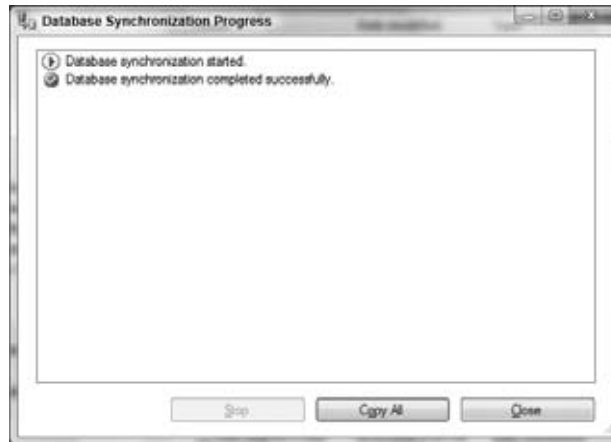 Database Synchronization Progress
Database synchronization started.
Database synchronization completed successfully.
Stop
Copy All
Close